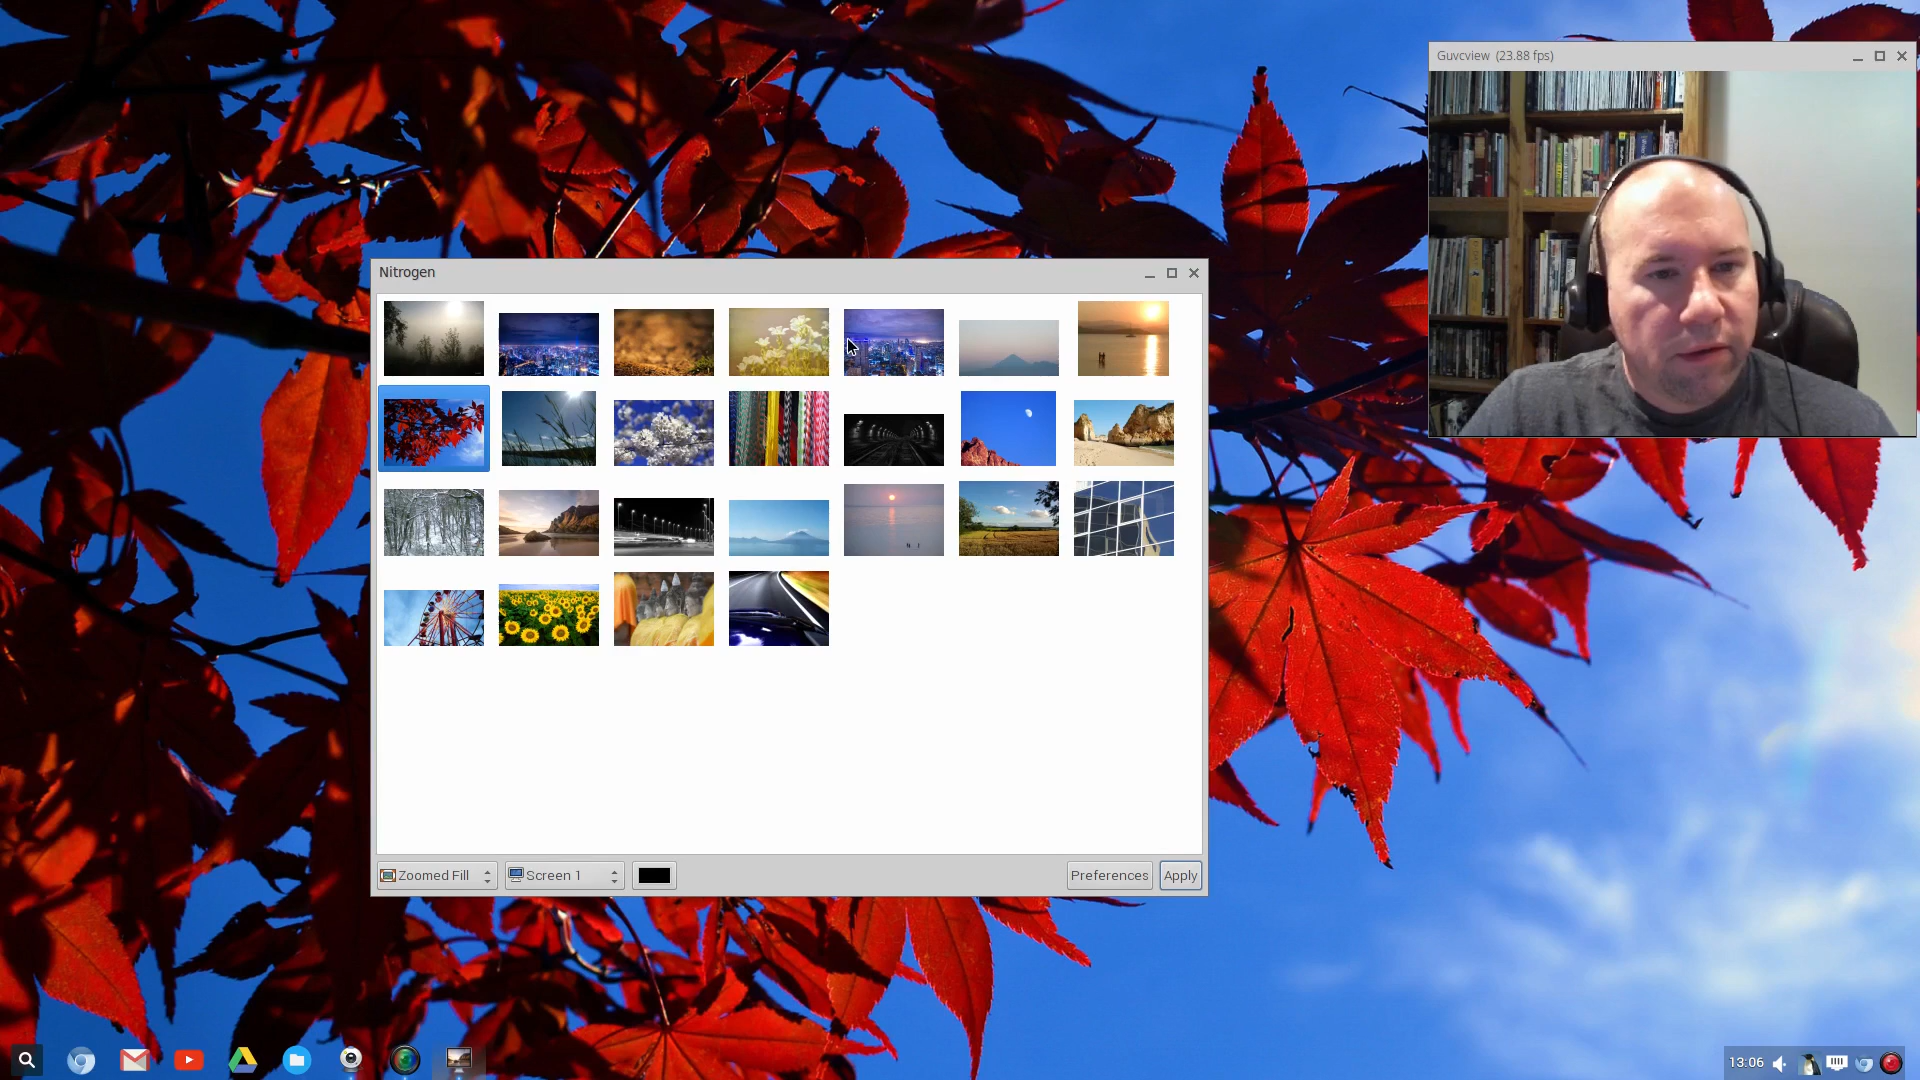 Guvcview (23.88 fps)
Nitrogen
Zoomed Fill
Screen 1
Preferences
Apply
13:06